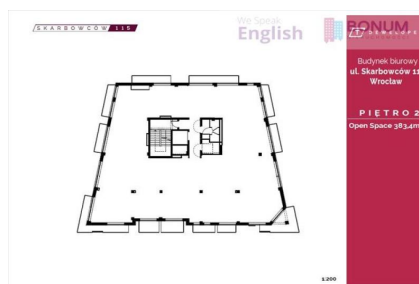 SKARBOWCÓW 115
We Speak
English
BONUM
DEWELOPE
Budynek biurowy
ul. Skarbowców 11
Wrocław
PIĘTRO 2
Open Space 383,4m
1:200